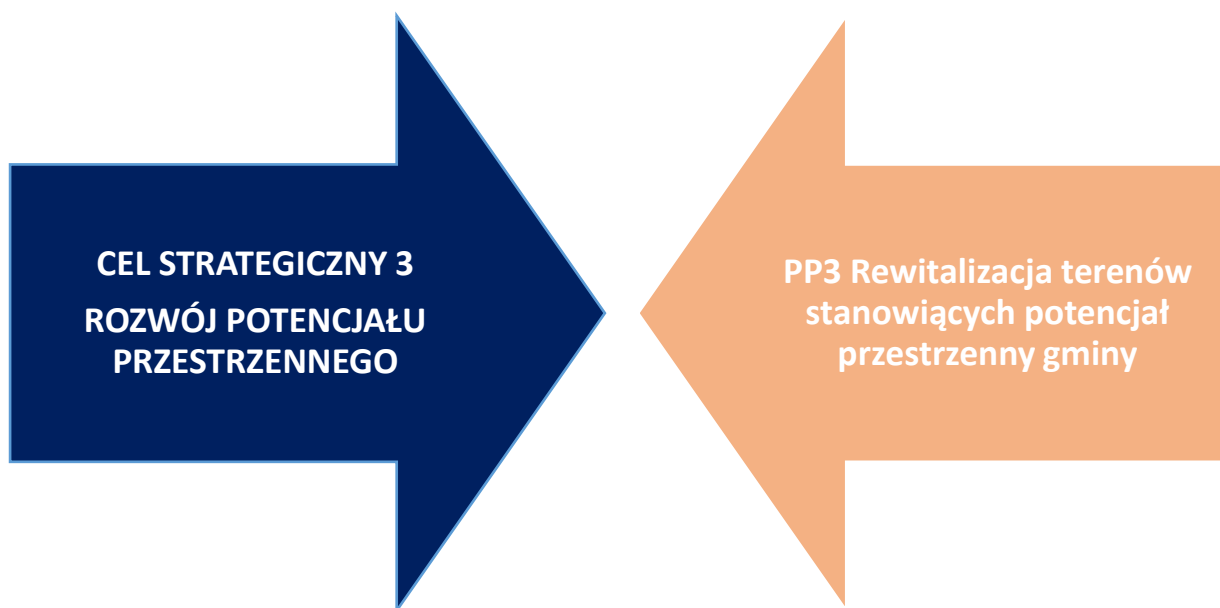 CEL STRATEGICZNY 3
ROZWÓJ POTENCJAŁU
PRZESTRZENNEGO
PP3 Rewitalizacja terenów
stanowiących potencjał
przestrzenny gminy